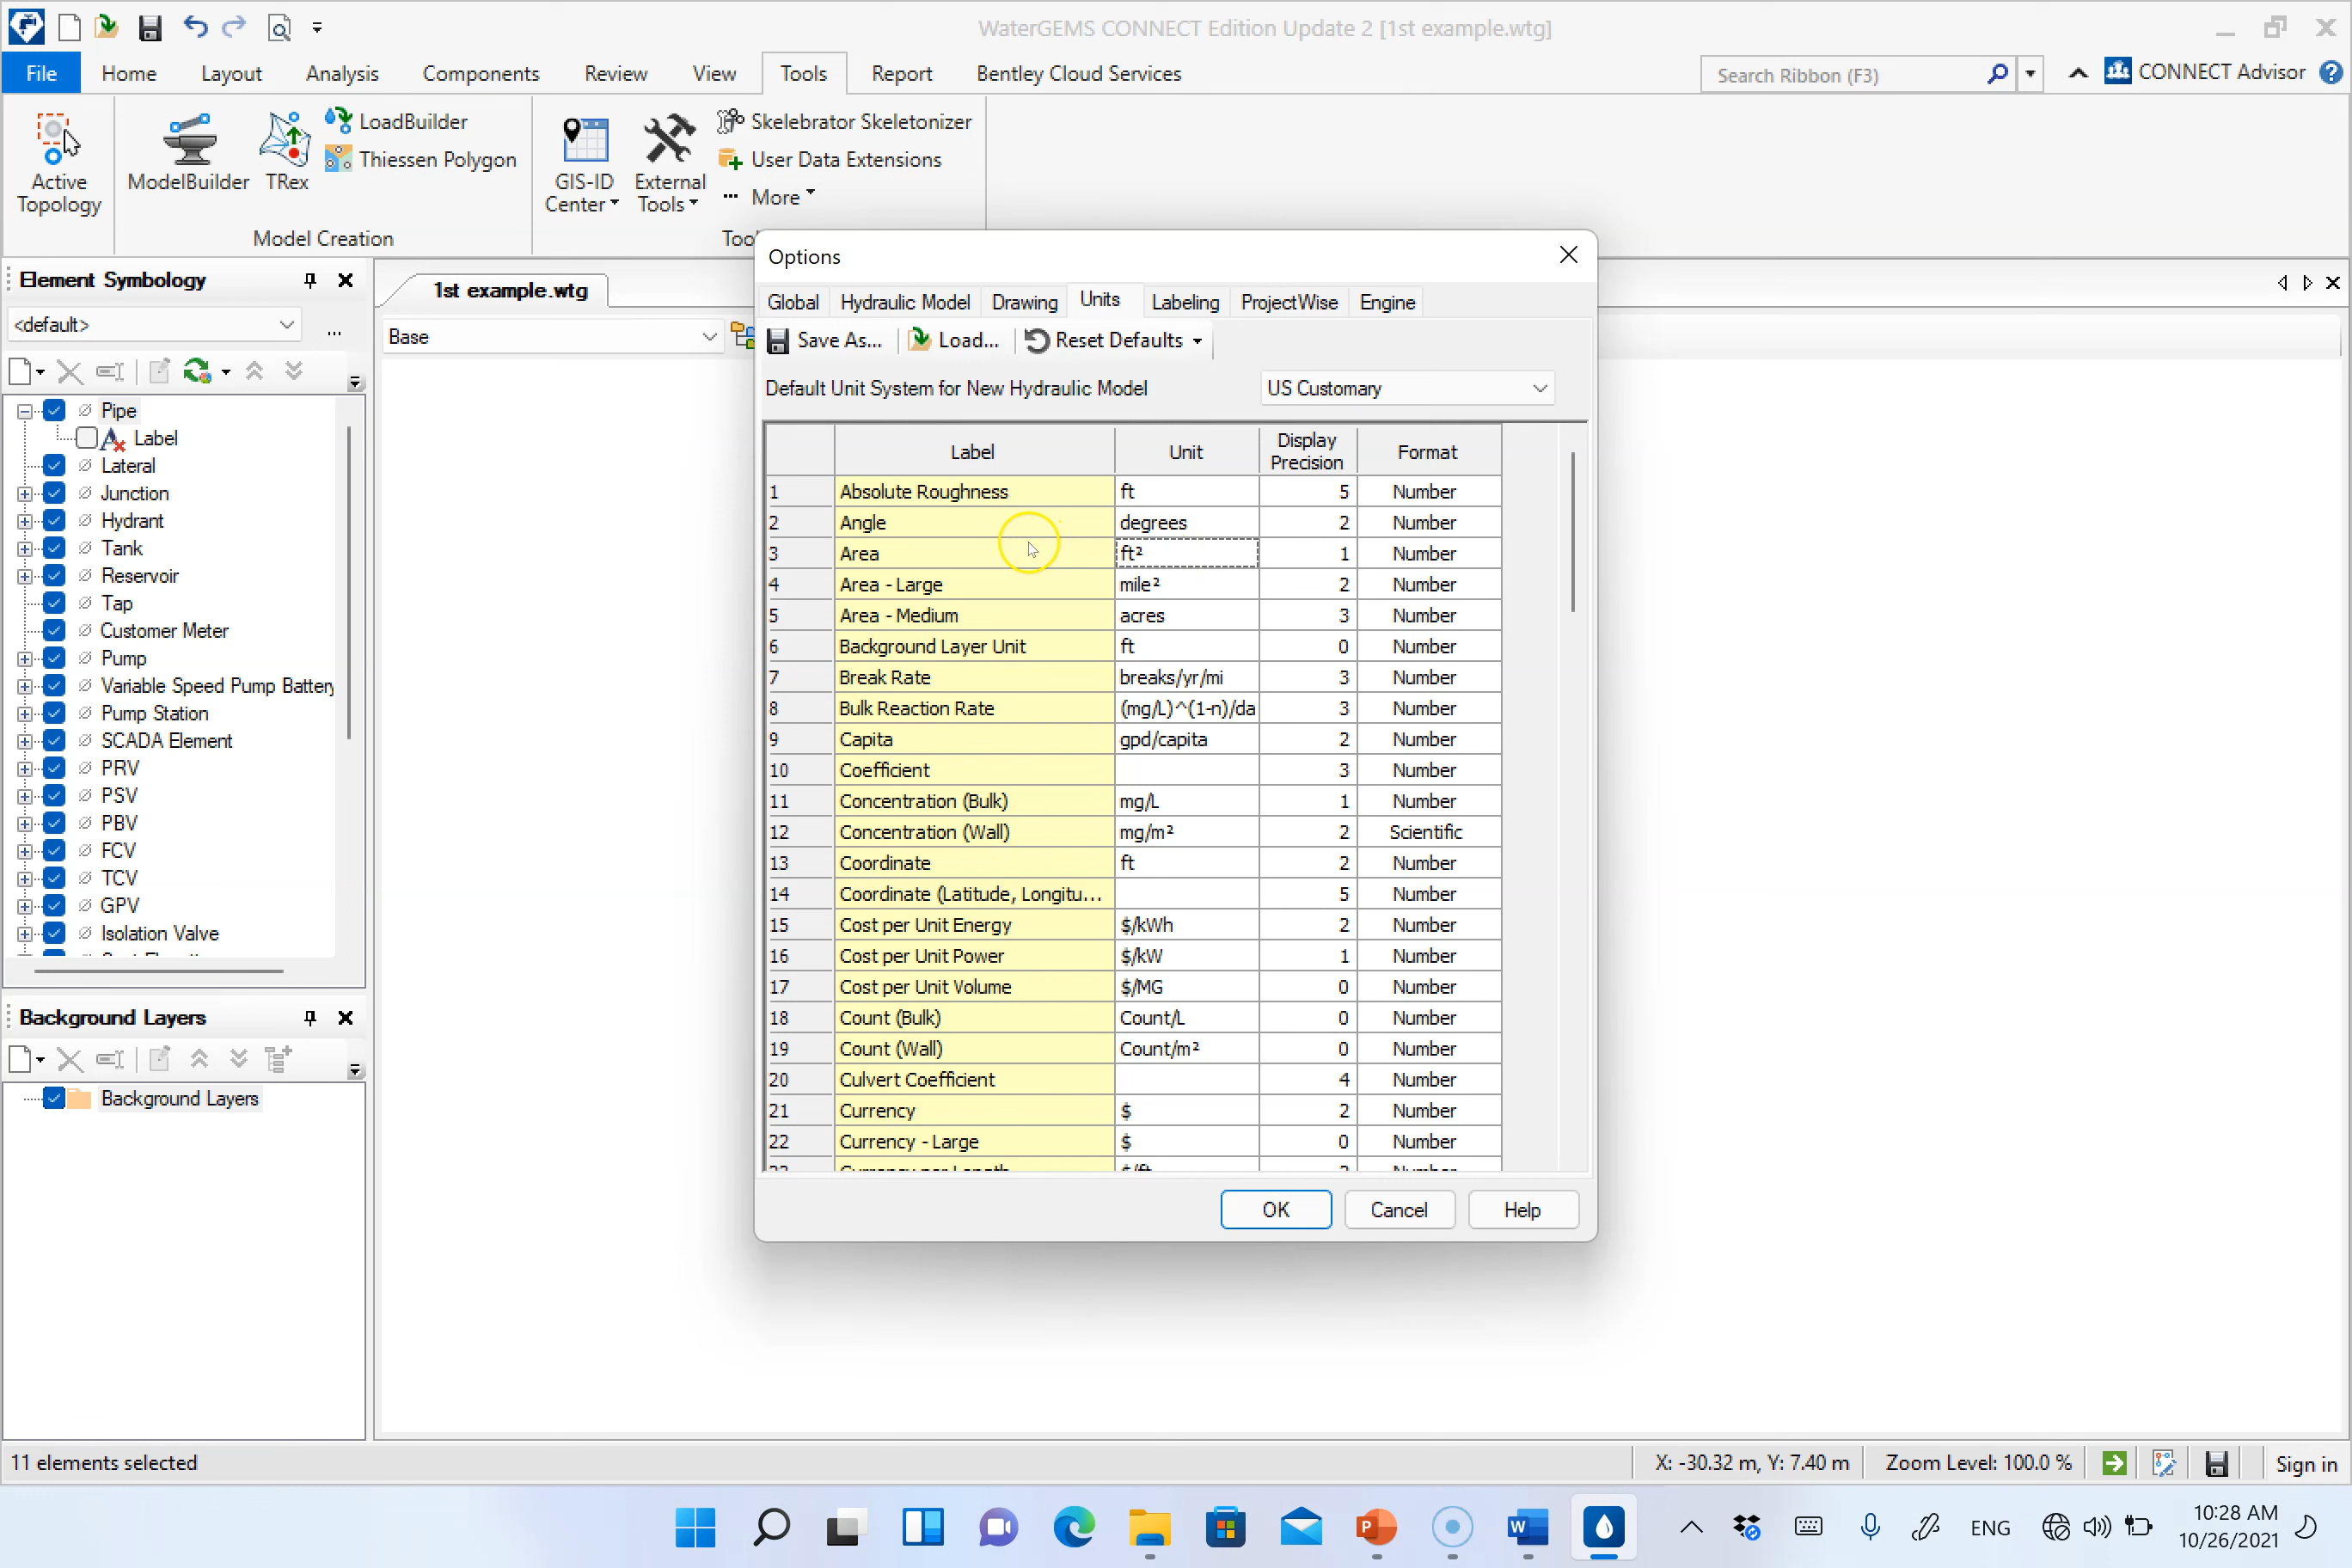 WaterGEMS CONNECT Edition Update 2 [1st example.wtg]
File Home Layout Analysis Components Review View Tools Report Bentley Cloud Services
Search Ribbon (F3) CONNECT Advisor
Active Topology
ModelBuilder
TRex
LoadBuilder
Thiessen Polygon
Model Creation
GIS-ID Center
External Tools
Skelebrator Skeletonizer
User Data Extensions
More
Element Symbology
<default>
...
Pipe
Label
Lateral
Junction
Hydrant
Tank
Reservoir
Tap
Customer Meter
Pump
Variable Speed Pump Battery
Pump Station
SCADA Element
PRV
PSV
PBV
FCV
TCV
GPV
Isolation Valve
Background Layers
Background Layers
1st example.wtg
Base
Options
Global Hydraulic Model Drawing Units Labeling ProjectWise Engine
Save As... Load... Reset Defaults
Default Unit System for New Hydraulic Model US Customary
Label Unit Display Precision Format
1 Absolute Roughness ft 5 Number
2 Angle degrees 2 Number
3 Area ft² 1 Number
4 Area - Large mile² 2 Number
5 Area - Medium acres 3 Number
6 Background Layer Unit ft 0 Number
7 Break Rate breaks/yr/mi 3 Number
8 Bulk Reaction Rate (mg/L)^(1-n)/da 3 Number
9 Capita gpd/capita 2 Number
10 Coefficient 3 Number
11 Concentration (Bulk) mg/L 1 Number
12 Concentration (Wall) mg/m² 2 Scientific
13 Coordinate ft 2 Number
14 Coordinate (Latitude, Longitu... 5 Number
15 Cost per Unit Energy $/kWh 2 Number
16 Cost per Unit Power $/kW 1 Number
17 Cost per Unit Volume $/MG 0 Number
18 Count (Bulk) Count/L 0 Number
19 Count (Wall) Count/m² 0 Number
20 Culvert Coefficient 4 Number
21 Currency $ 2 Number
22 Currency - Large $ 0 Number
OK Cancel Help
11 elements selected
X: -30.32 m, Y: 7.40 m Zoom Level: 100.0 % Sign in
ENG
10:28 AM
10/26/2021